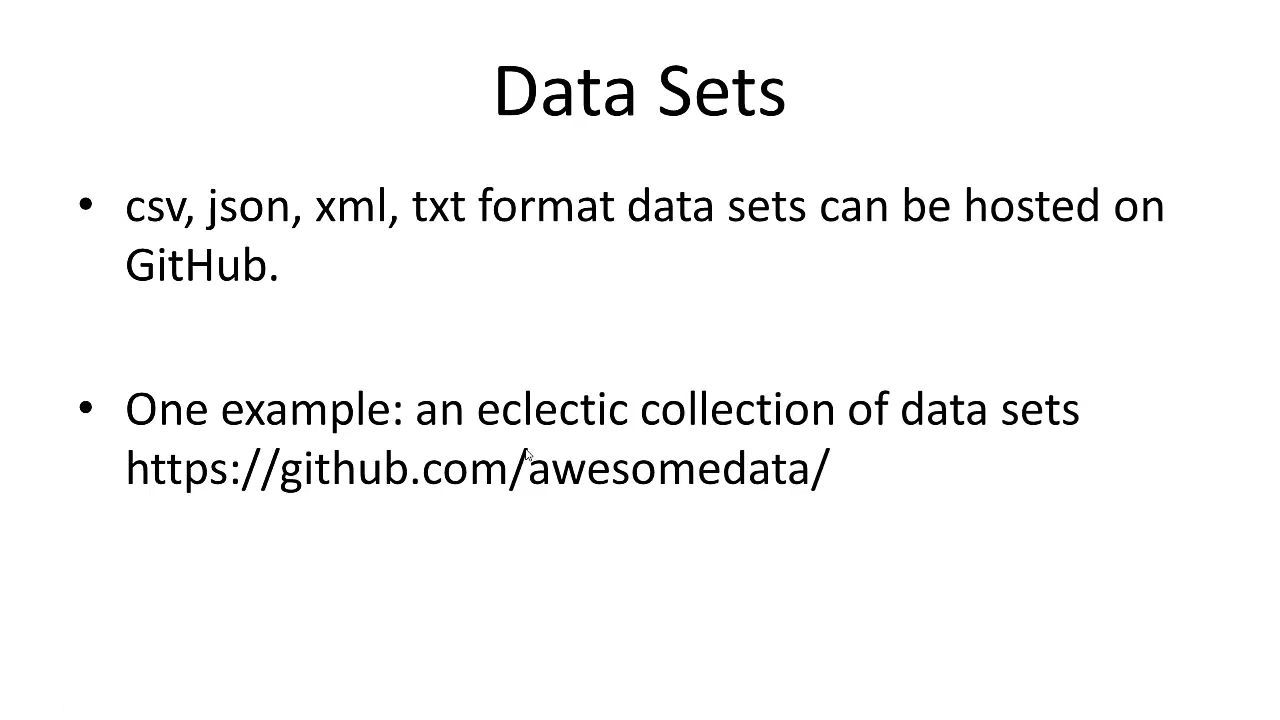 Data Sets
• csv, json, xml, txt format data sets can be hosted on
GitHub.
• One example: an eclectic collection of data sets
https://github.com/awesomedata/